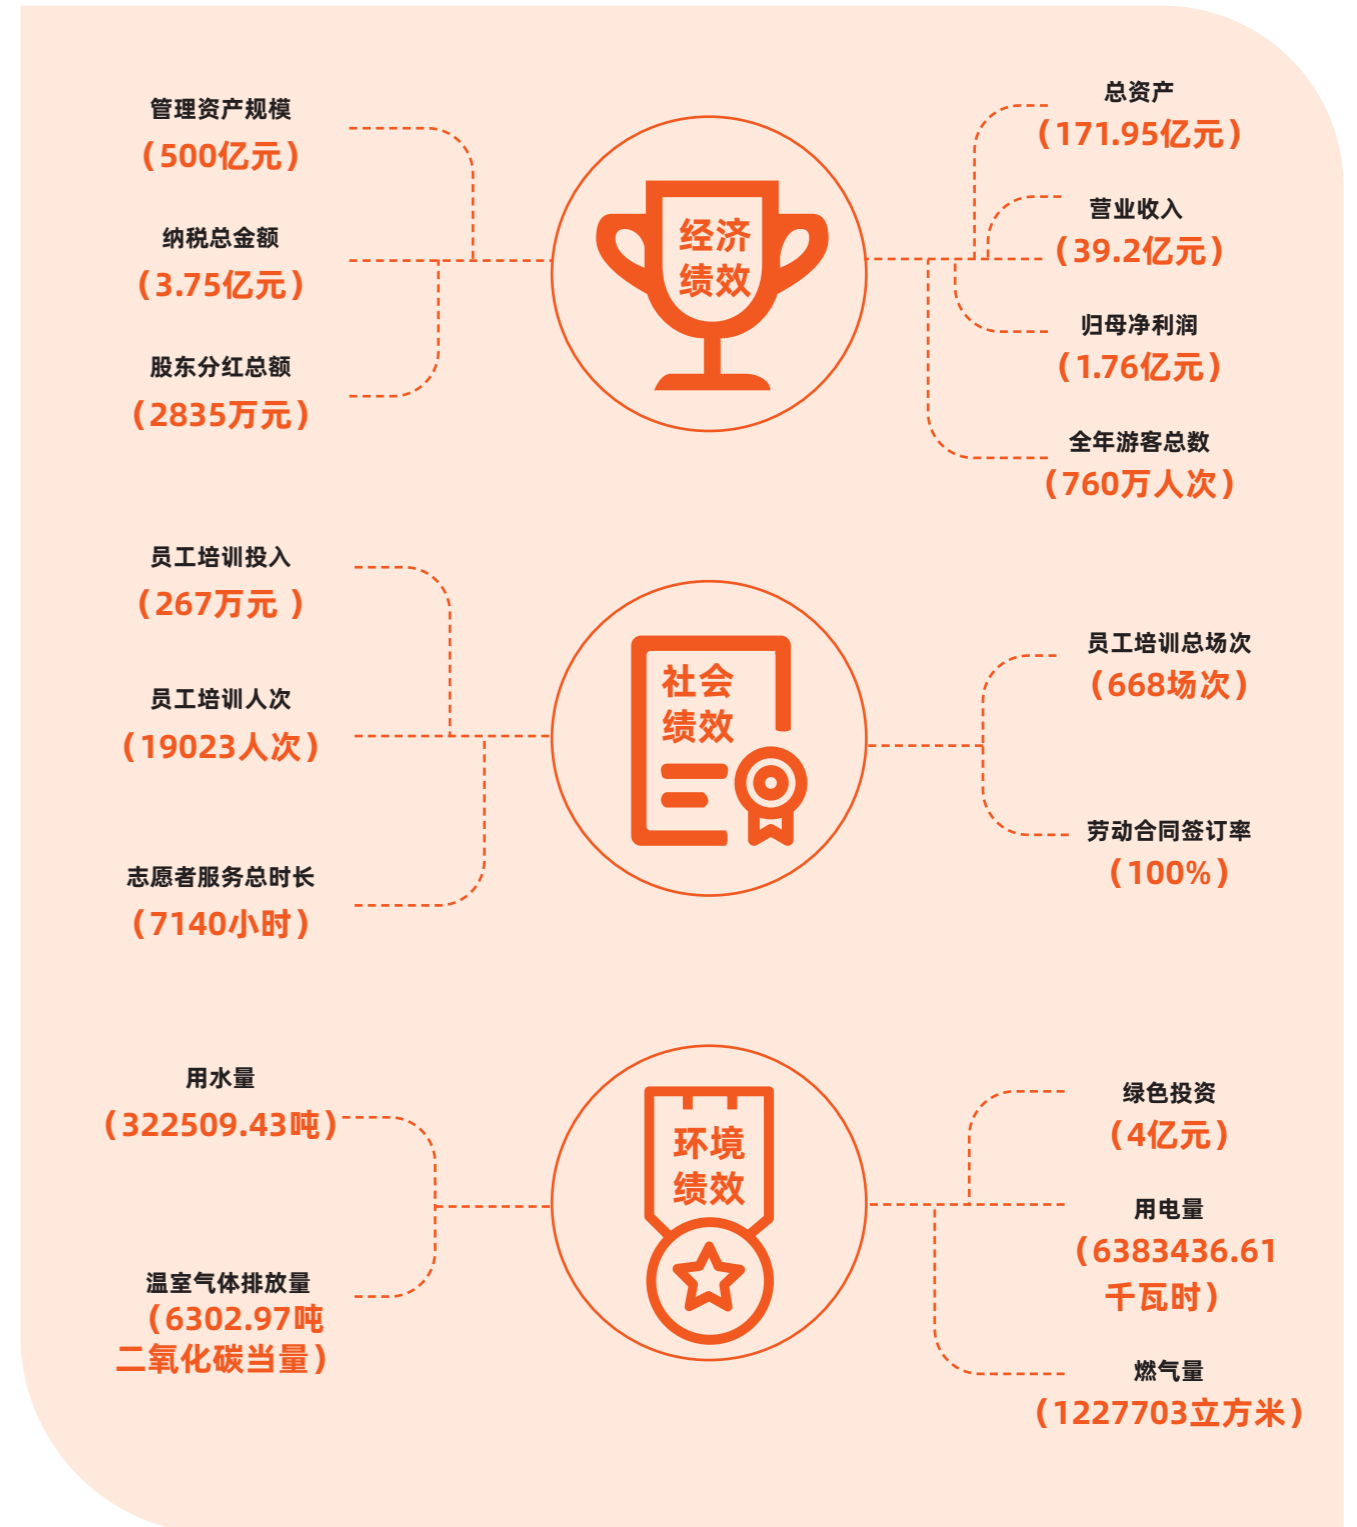 管理资产规模
(500亿元)
纳税总金额
(3.75亿元)
股东分红总额
(2835万元)
经济
绩效
总资产
(171.95亿元)
营业收入
(39.2亿元)
归母净利润
(1.76亿元)
全年游客总数
(760万人次)
员工培训投入
(267万元 )
员工培训人次
(19023人次)
志愿者服务总时长
(7140小时)
社会
绩效
员工培训总场次
(668场次)
劳动合同签订率
(100%)
用水量
(322509.43吨)
温室气体排放量
(6302.97吨
二氧化碳当量)
环境
绩效
绿色投资
(4亿元)
用电量
(6383436.61
千瓦时)
燃气量
(1227703立方米)